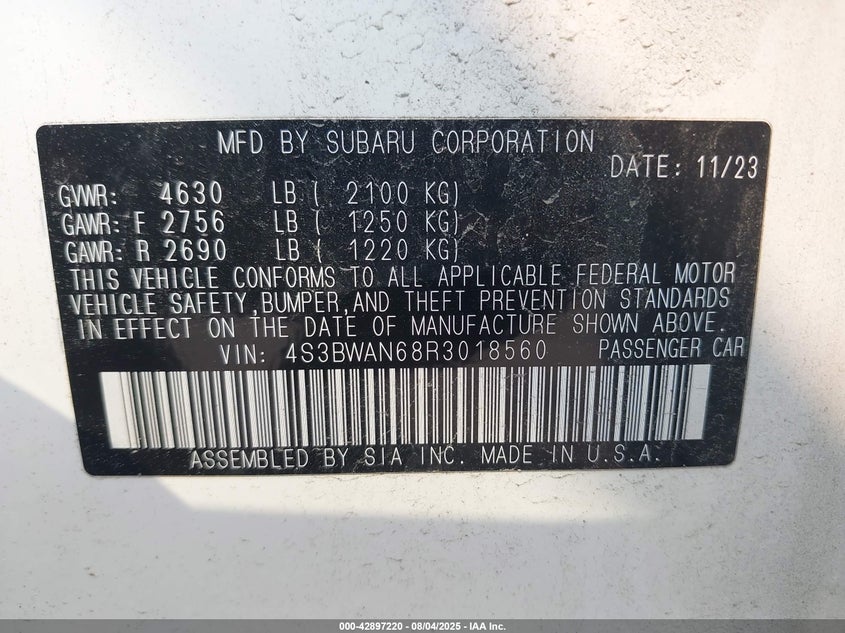 MFD BY SUBARU CORPORATION
DATE: 11/23
GVWR: 4630 LB ( 2100 KG)
GAWR: F 2756 LB ( 1250 KG)
GAWR: R 2690 LB ( 1220 KG)
THIS VEHICLE CONFORMS TO ALL APPLICABLE FEDERAL MOTOR
VEHICLE SAFETY,BUMPER,AND THEFT PREVENTION STANDARDS
IN EFFECT ON THE DATE OF MANUFACTURE SHOWN ABOVE.
VIN: 4S3BWAN68R3018560 PASSENGER CAR
ASSEMBLED BY SIA INC. MADE IN U.S.A.
000-42897220 - 08/04/2025 - IAA Inc.